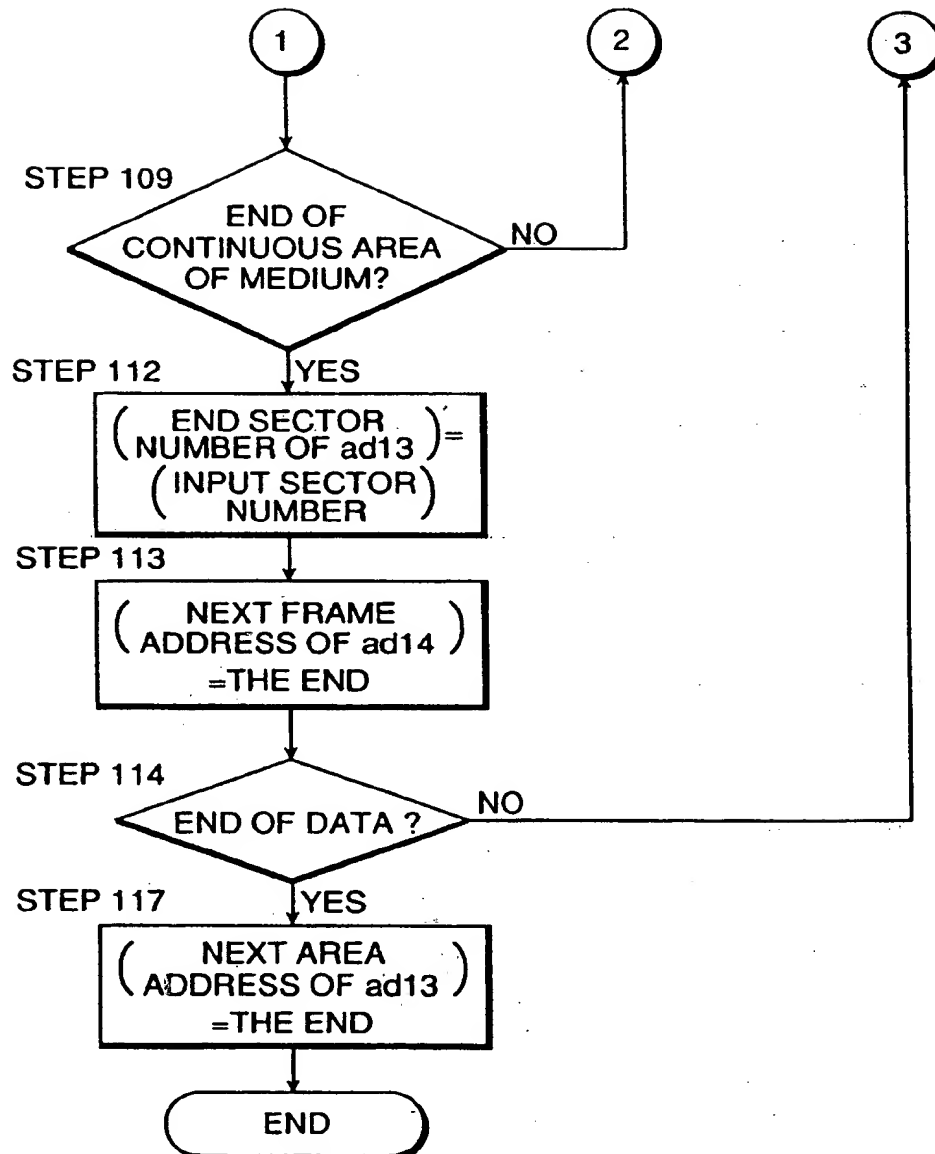 1
2
3
STEP 109
END OF
CONTINUOUS AREA
OF MEDIUM?
NO
YES
STEP 112
( END SECTOR
NUMBER OF ad13 ) =
( INPUT SECTOR
NUMBER )
STEP 113
( NEXT FRAME
ADDRESS OF ad14 )
=THE END
STEP 114
END OF DATA ?
NO
YES
STEP 117
( NEXT AREA
ADDRESS OF ad13 )
=THE END
END